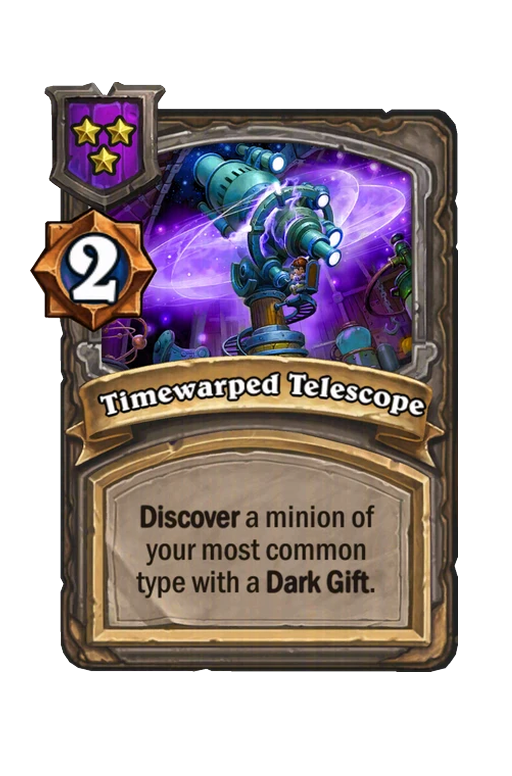 2
Timewarped Telescope
Discover a minion of
your most common
type with a Dark Gift.